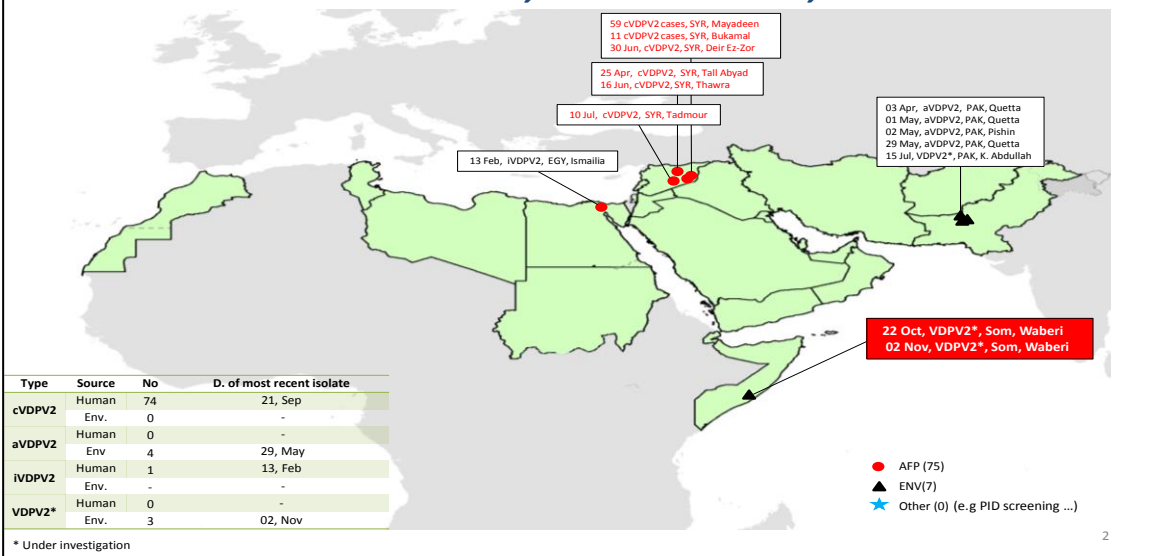 59 cVDPV2 cases, SYR, Mayadeen
11 cVDPV2 cases, SYR, Bukamal
30 Jun, cVDPV2, SYR, Deir Ez-Zor
25 Apr, cVDPV2, SYR, Tall Abyad
16 Jun, cVDPV2, SYR, Thawra
10 Jul, cVDPV2, SYR, Tadmour
13 Feb, iVDPV2, EGY, Ismailia
03 Apr, aVDPV2, PAK, Quetta
01 May, aVDPV2, PAK, Quetta
02 May, aVDPV2, PAK, Pishin
29 May, aVDPV2, PAK, Quetta
15 Jul, VDPV2*, PAK, K. Abdullah
22 Oct, VDPV2*, Som, Waberi
02 Nov, VDPV2*, Som, Waberi
Type Source No D. of most recent isolate
cVDPV2 Human 74 21, Sep
Env. 0 -
aVDPV2 Human 0 -
Env 4 29, May
iVDPV2 Human 1 13, Feb
Env. - -
VDPV2* Human 0 -
Env. 3 02, Nov
* Under investigation
AFP (75)
ENV(7)
Other (0) (e.g PID screening ...)
2